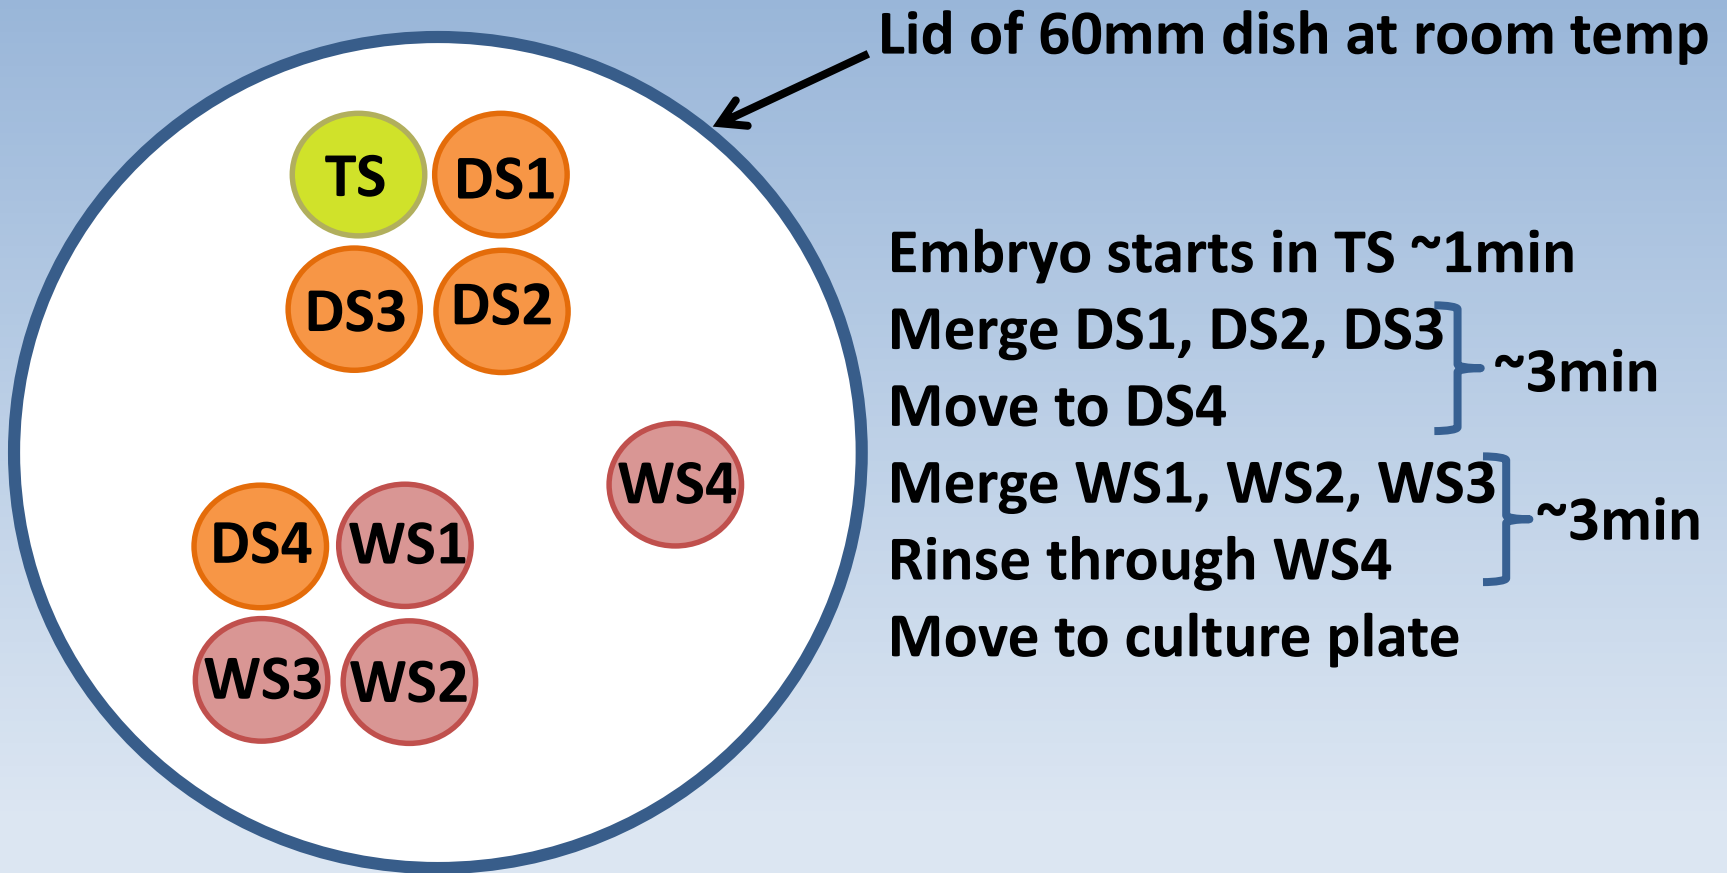 Lid of 60mm dish at room temp
TS
DS1
DS3
DS2
WS4
DS4
WS1
WS3
WS2
Embryo starts in TS ~1min
Merge DS1, DS2, DS3
~3min
Move to DS4
Merge WS1, WS2, WS3
~3min
Rinse through WS4
Move to culture plate